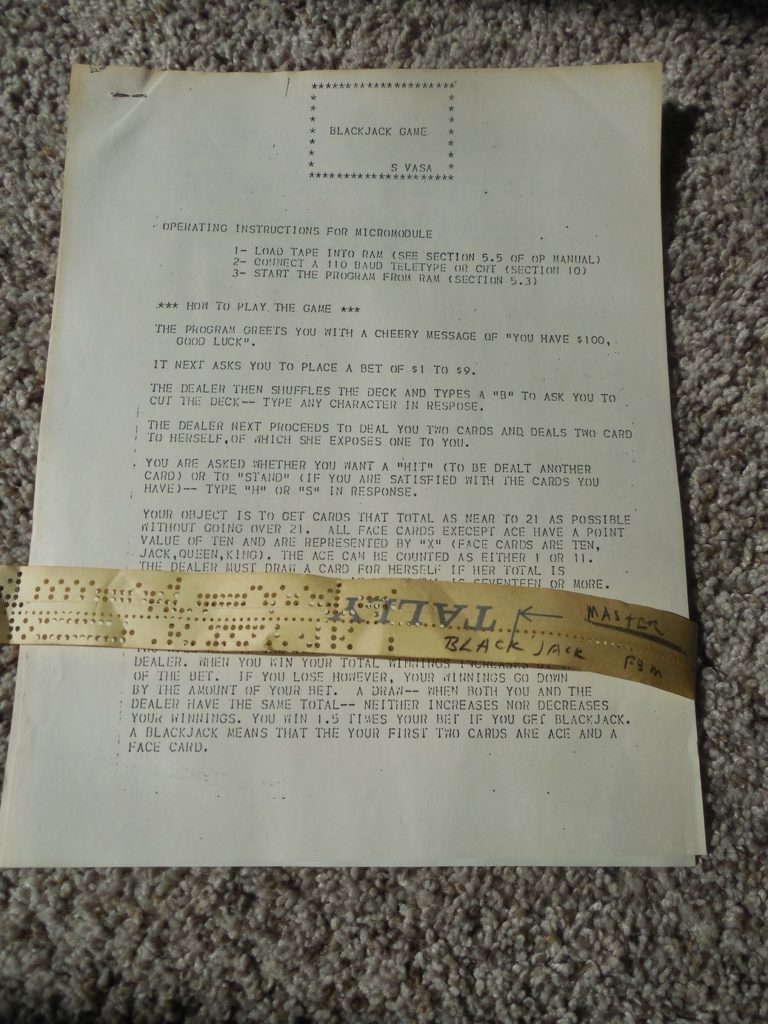 BLACKJACK GAME
S VASA
OPERATING INSTRUCTIONS FOR MICROMODULE
1- LOAD TAPE INTO RAM (SEE SECTION 5.5 OF OP MANUAL)
2- CONNECT A 110 BAUD TELETYPE OR CRT (SECTION 10)
3- START THE PROGRAM FROM RAM (SECTION 5.3)
*** HOW TO PLAY THE GAME ***
THE PROGRAM GREETS YOU WITH A CHEERY MESSAGE OF "YOU HAVE $100,
GOOD LUCK".
IT NEXT ASKS YOU TO PLACE A BET OF $1 TO $9.
THE DEALER THEN SHUFFLES THE DECK AND TYPES A "B" TO ASK YOU TO
CUT THE DECK-- TYPE ANY CHARACTER IN RESPOSE.
THE DEALER NEXT PROCEEDS TO DEAL YOU TWO CARDS AND DEALS TWO CARD
TO HERSELF,OF WHICH SHE EXPOSES ONE TO YOU.
YOU ARE ASKED WHETHER YOU WANT A "HIT" (TO BE DEALT ANOTHER
CARD) OR TO "STAND" (IF YOU ARE SATISFIED WITH THE CARDS YOU
HAVE)-- TYPE "H" OR "S" IN RESPONSE.
YOUR OBJECT IS TO GET CARDS THAT TOTAL AS NEAR TO 21 AS POSSIBLE
WITHOUT GOING OVER 21. ALL FACE CARDS EXECEPT ACE HAVE A POINT
VALUE OF TEN AND ARE REPRESENTED BY "X" (FACE CARDS ARE TEN,
JACK,QUEEN,KING). THE ACE CAN BE COUNTED AS EITHER 1 OR 11.
THE DEALER MUST DRAW A CARD FOR HERSELF IF HER TOTAL IS
IS SEVENTEEN OR MORE.
TALLY
MASTER
BLACK JACK
PGM
DEALER. WHEN YOU WIN YOUR TOTAL WINNINGS INCREASES
OF THE BET. IF YOU LOSE HOWEVER, YOUR WINNINGS GO DOWN
BY THE AMOUNT OF YOUR BET. A DRAW-- WHEN BOTH YOU AND THE
DEALER HAVE THE SAME TOTAL-- NEITHER INCREASES NOR DECREASES
YOUR WINNINGS. YOU WIN 1.5 TIMES YOUR BET IF YOU GET BLACKJACK.
A BLACKJACK MEANS THAT THE YOUR FIRST TWO CARDS ARE ACE AND A
FACE CARD.